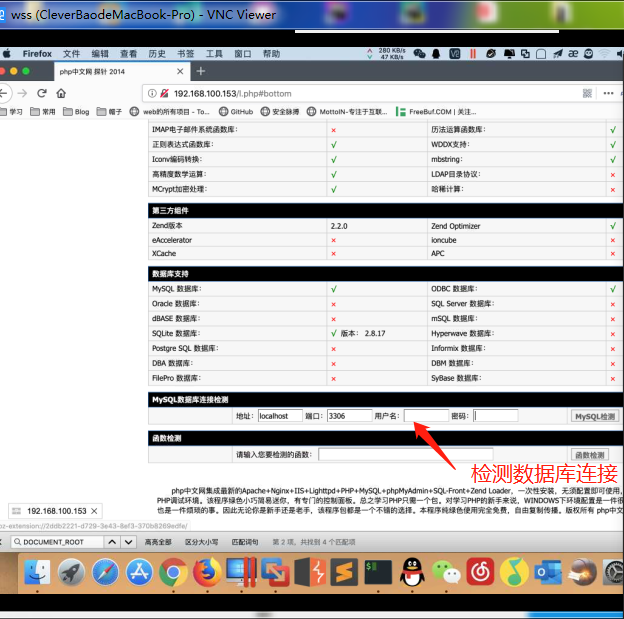 wss (CleverBaodeMacBook-Pro) - VNC Viewer
Firefox 文件 编辑 查看 历史 书签 工具 窗口 帮助 280 KB/s
47 KB/s
php中文网 探针 2014
192.168.100.153/l.php#bottom
学习 常用 Blog 帽子 web的所有项目 - To... GitHub 安全脉搏 MottoIN-专注于互联... FreeBuf.COM | 关注...
IMAP电子邮件系统函数库： × 历法运算函数库： √
正则表达式函数库： √ WDDX支持： √
Iconv编码转换： √ mbstring： √
高精度数学运算： √ LDAP目录协议： ×
MCrypt加密处理： √ 哈稀计算： ×
第三方组件
Zend版本 2.2.0 Zend Optimizer √
eAccelerator × ioncube ×
XCache × APC ×
数据库支持
MySQL 数据库： √ ODBC 数据库： √
Oracle 数据库： × SQL Server 数据库： ×
dBASE 数据库： × mSQL 数据库： ×
SQLite 数据库： √ 版本： 2.8.17 Hyperwave 数据库： ×
Postgre SQL 数据库： × Informix 数据库： ×
DBA 数据库： × DBM 数据库： ×
FilePro 数据库： × SyBase 数据库： ×
MySQL数据库连接检测
地址： localhost 端口： 3306 用户名： 密码： MySQL检测
函数检测
请输入您要检测的函数： 函数检测
检测数据库连接
php中文网集成最新的Apache+Nginx+IIS+Lighttpd+PHP+MySQL+phpMyAdmin+SQL-Front+Zend Loader，一次性安装，无须配置即可使用，
PHP调试环境。该程序绿色小巧简易迷你，有专门的控制面板。总之学习PHP只需一个包。对学习PHP的新手来说，WINDOWS下环境配置是一件很
也是一件烦琐的事。因此无论你是新手还是老手，该程序包都是一个不错的选择。本程序纯绿色使用完全免费，自由复制传播。版权所有 php中文
192.168.100.153
oz-extension://2ddb2221-d729-3e43-8ef3-370b8269edfe/
DOCUMENT_ROOT 高亮全部 区分大小写 匹配词句 第 2 项，共找到 4 个匹配项